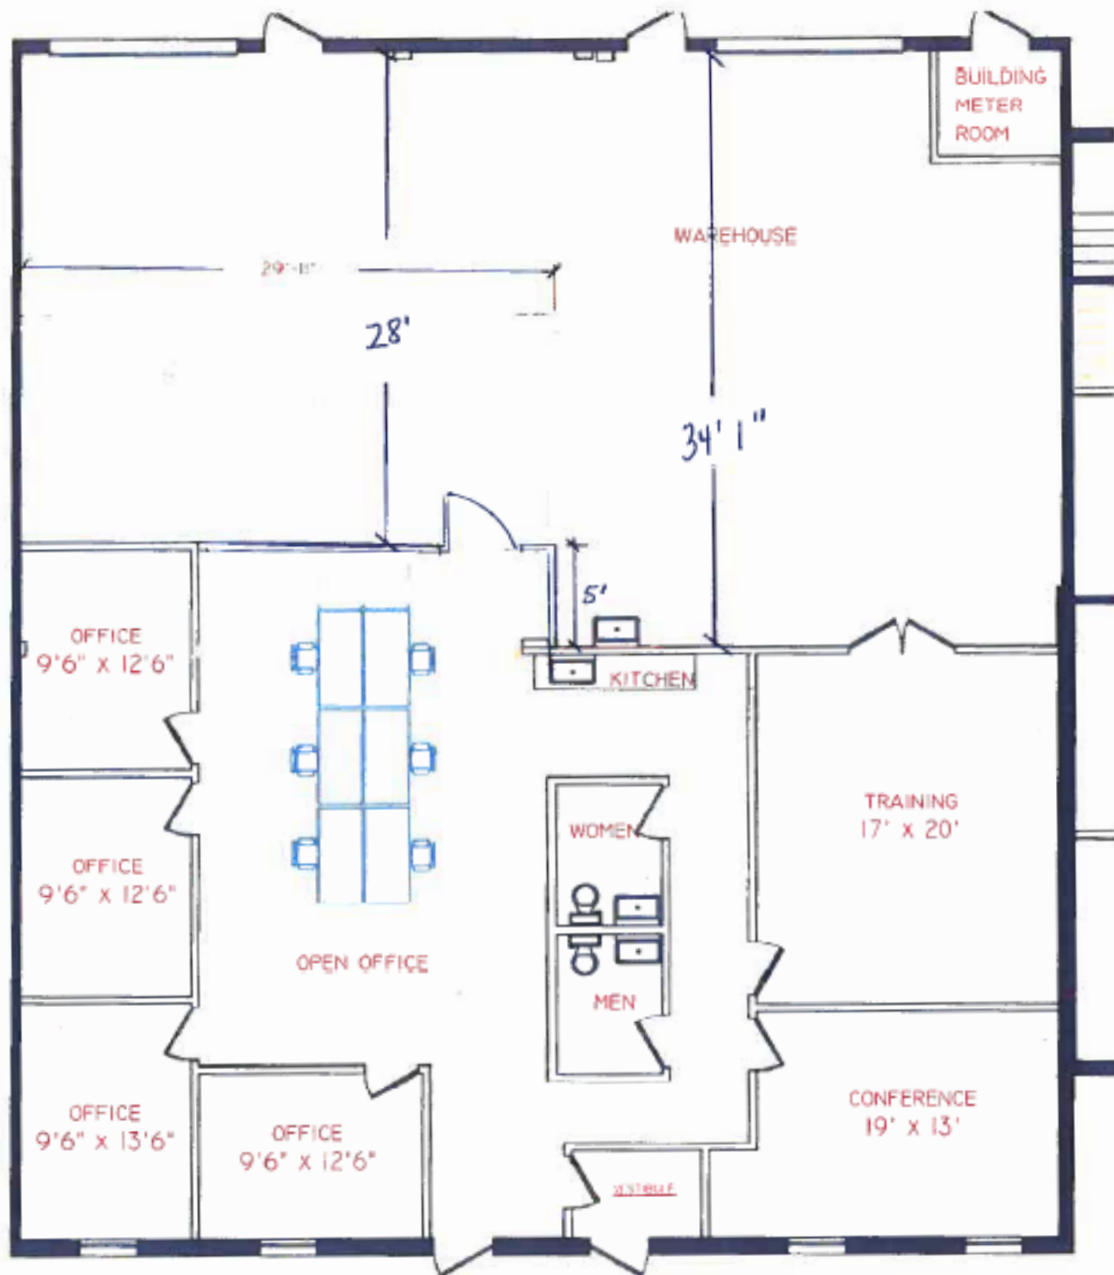 BUILDING
METER
ROOM
WAREHOUSE
28'
34' 1"
5'
OFFICE
9'6" X 12'6"
KITCHEN
TRAINING
17' X 20'
WOMEN
OFFICE
9'6" X 12'6"
OPEN OFFICE
MEN
OFFICE
9'6" X 13'6"
OFFICE
9'6" X 12'6"
CONFERENCE
19' X 13'
VESTIBULE